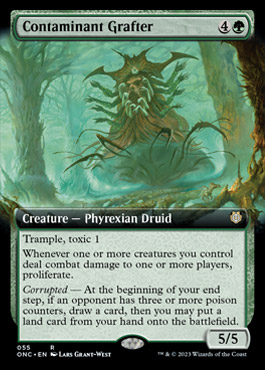 Contaminant Grafter 4
Creature — Phyrexian Druid
Trample, toxic 1
Whenever one or more creatures you control
deal combat damage to one or more players,
proliferate.
Corrupted — At the beginning of your end
step, if an opponent has three or more poison
counters, draw a card, then you may put a
land card from your hand onto the battlefield.
5/5
055 R
ONC • EN LARS GRANT-WEST
™ & © 2023 Wizards of the Coast